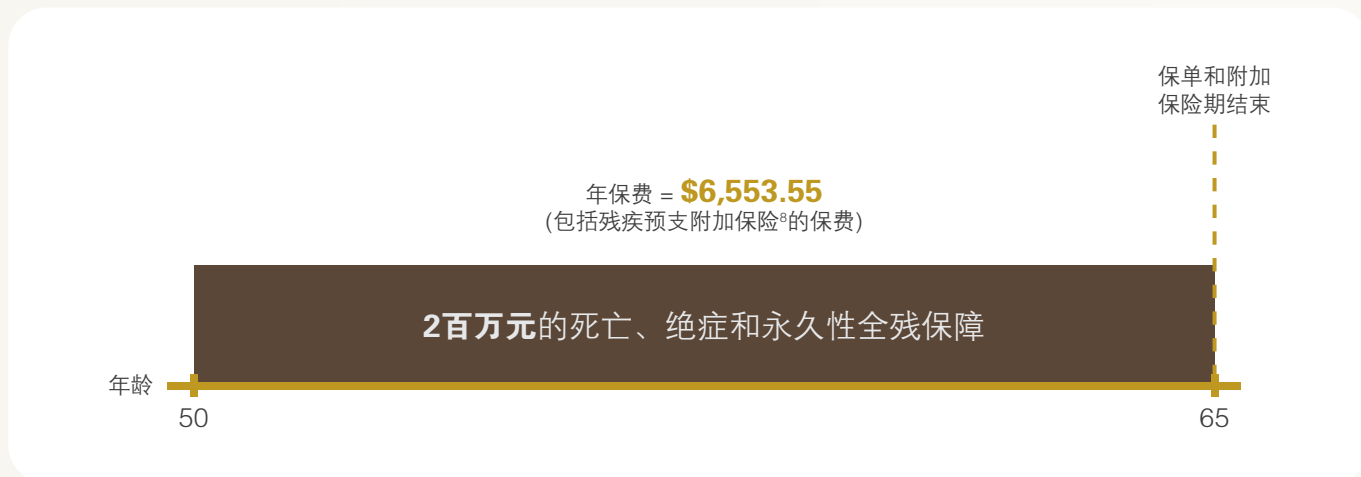 保单和附加
保险期结束
年保费 = $6,553.55
(包括残疾预支附加保险⁸的保费)
2百万元的死亡、绝症和永久性全残保障
年龄
50
65